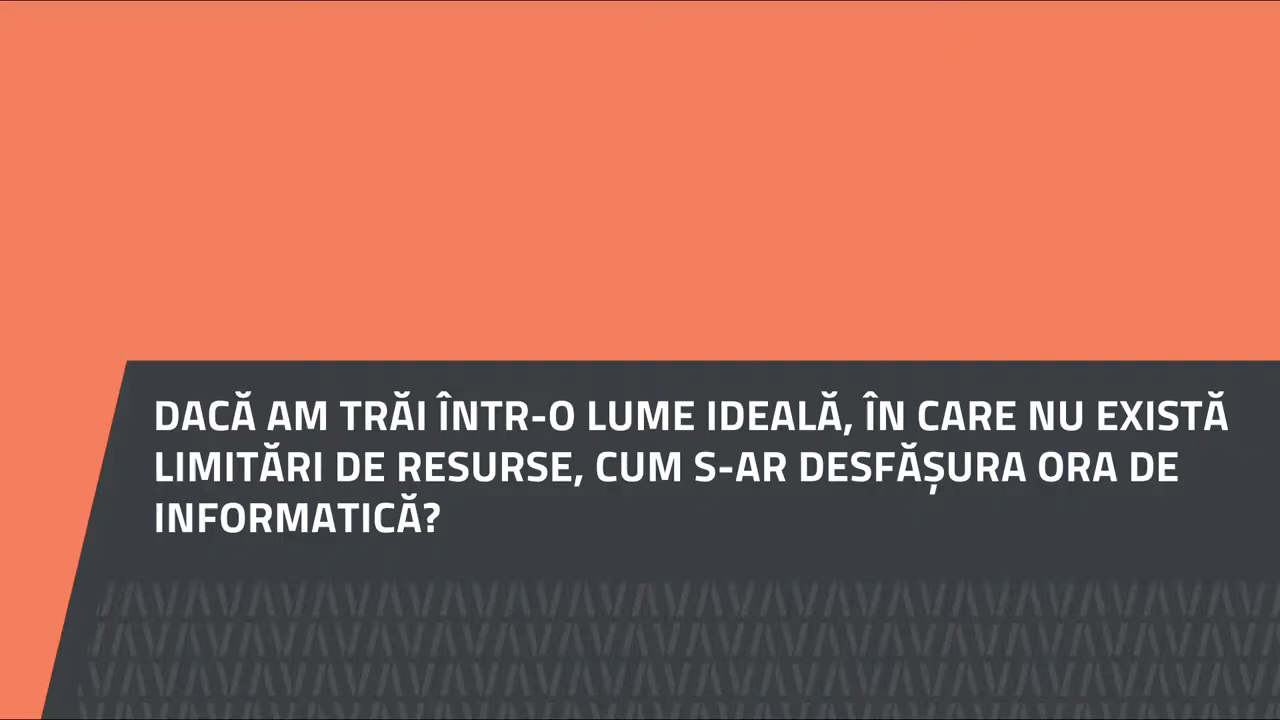 DACĂ AM TRĂI ÎNTR-O LUME IDEALĂ, ÎN CARE NU EXISTĂ
LIMITĂRI DE RESURSE, CUM S-AR DESFĂȘURA ORA DE
INFORMATICĂ?